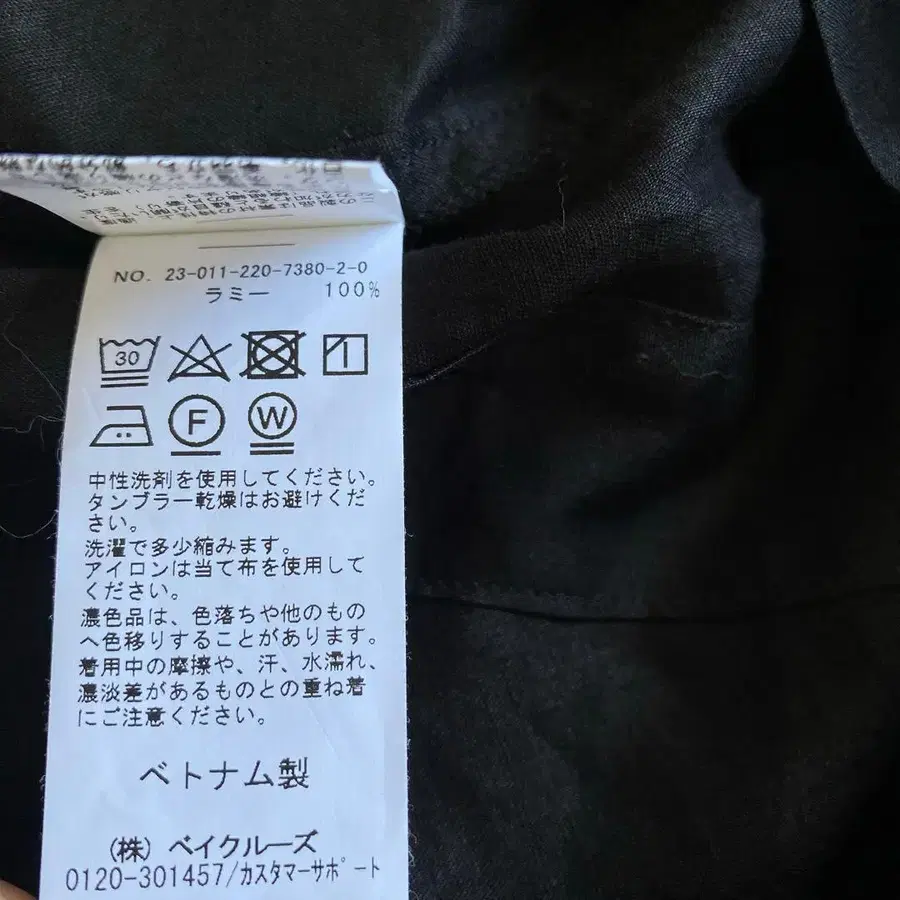 NO. 23-011-220-7380-2-0
ラミー 100%
30
F W
中性洗剤を使用してください。
タンブラー乾燥はお避けくだ
さい。
洗濯で多少縮みます。
アイロンは当て布を使用して
ください。
濃色品は、色落ちや他のもの
へ色移りすることがあります。
着用中の摩擦や、汗、水濡れ、
濃淡差があるものとの重ね着
にご注意ください。
ベトナム製
(株) ベイクルーズ
0120-301457/カスタマーサポート